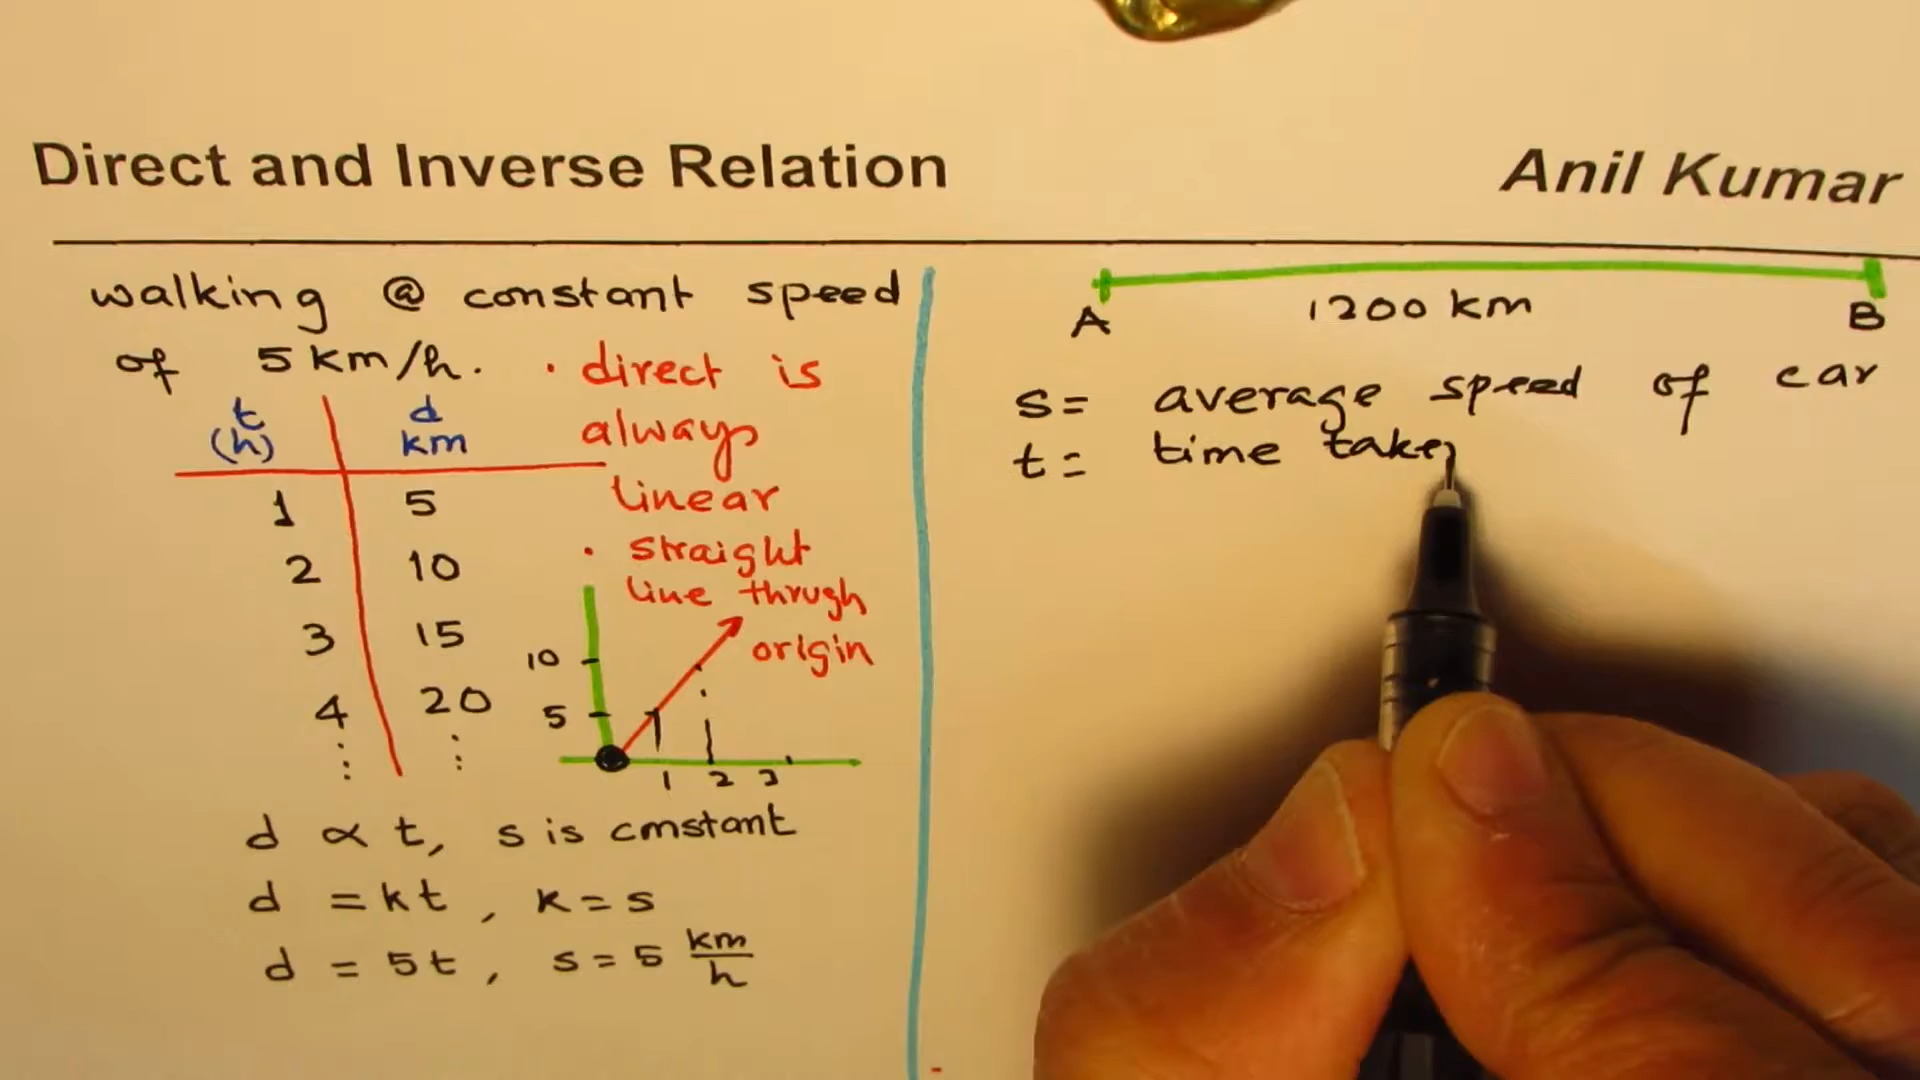 Direct and Inverse Relation
Anil Kumar
walking @ constant speed
of 5 km/h.
t
(h)
d
km
1 5
2 10
3 15
4 20
⋮ ⋮
· direct is
always
linear
· straight
line thrugh
origin
10
5
1 2 3
d ∝ t, s is constant
d = kt, k = s
d = 5t, s = 5 km/h
A 1200 km B
s = average speed of car
t = time taken